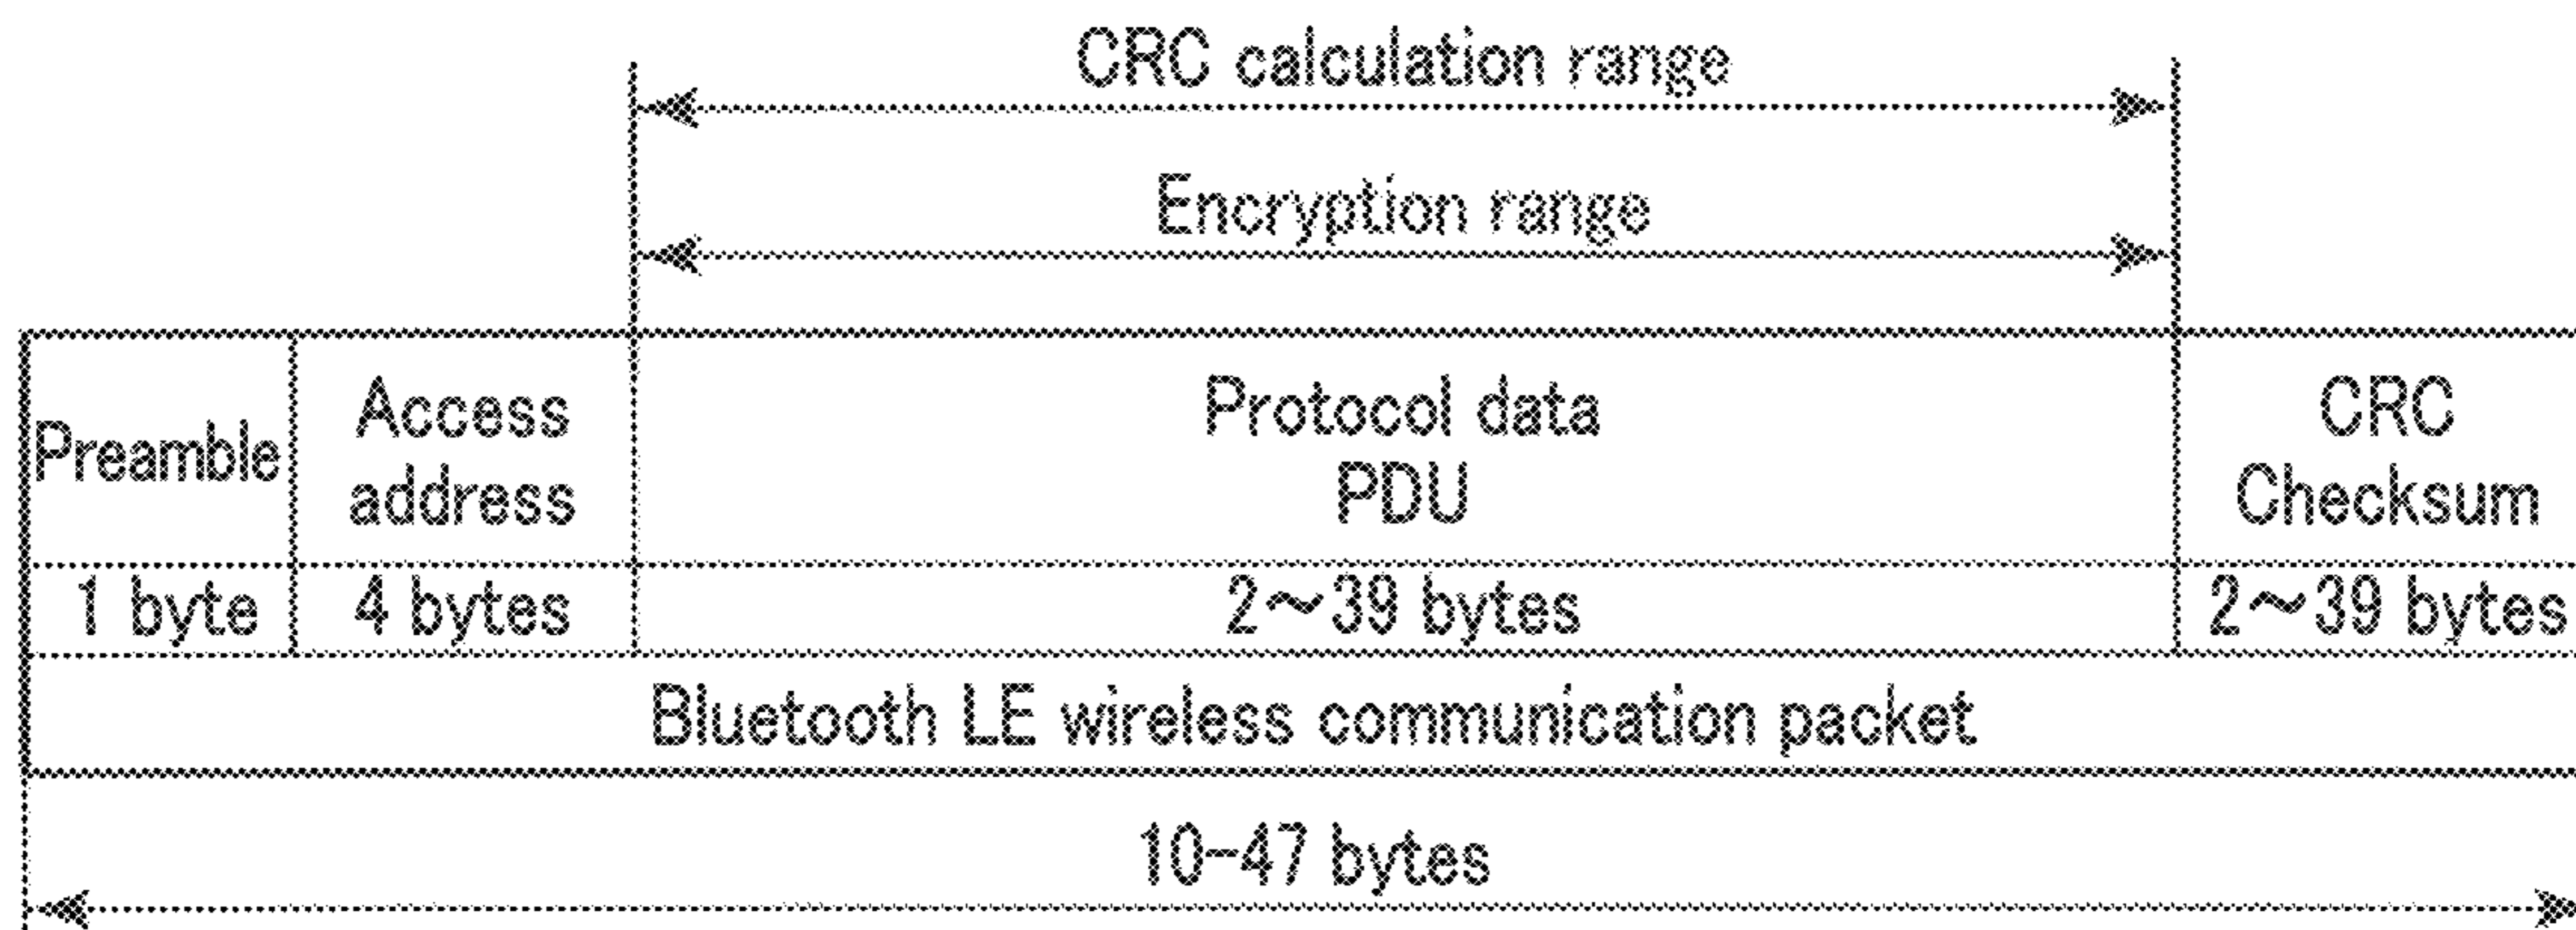 CRC calculation range
Encryption range
Preamble
Access
address
Protocol data
PDU
CRC
Checksum
1 byte
4 bytes
2～39 bytes
2～39 bytes
Bluetooth LE wireless communication packet
10-47 bytes